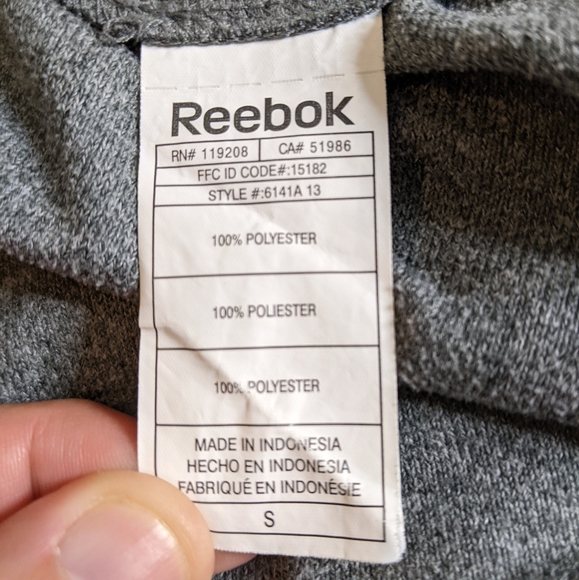 Reebok
RN# 119208 CA# 51986
FFC ID CODE#:15182
STYLE #:6141A 13
100% POLYESTER
100% POLIESTER
100% POLYESTER
MADE IN INDONESIA
HECHO EN INDONESIA
FABRIQUÉ EN INDONÉSIE
S